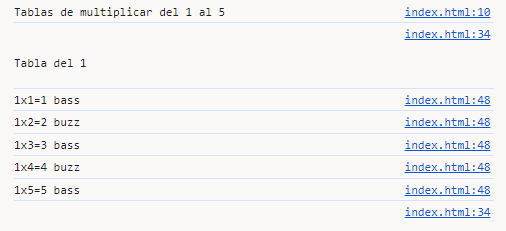 Tablas de multiplicar del 1 al 5 index.html:10
index.html:34
Tabla del 1
1x1=1 bass index.html:48
1x2=2 buzz index.html:48
1x3=3 bass index.html:48
1x4=4 buzz index.html:48
1x5=5 bass index.html:48
index.html:34